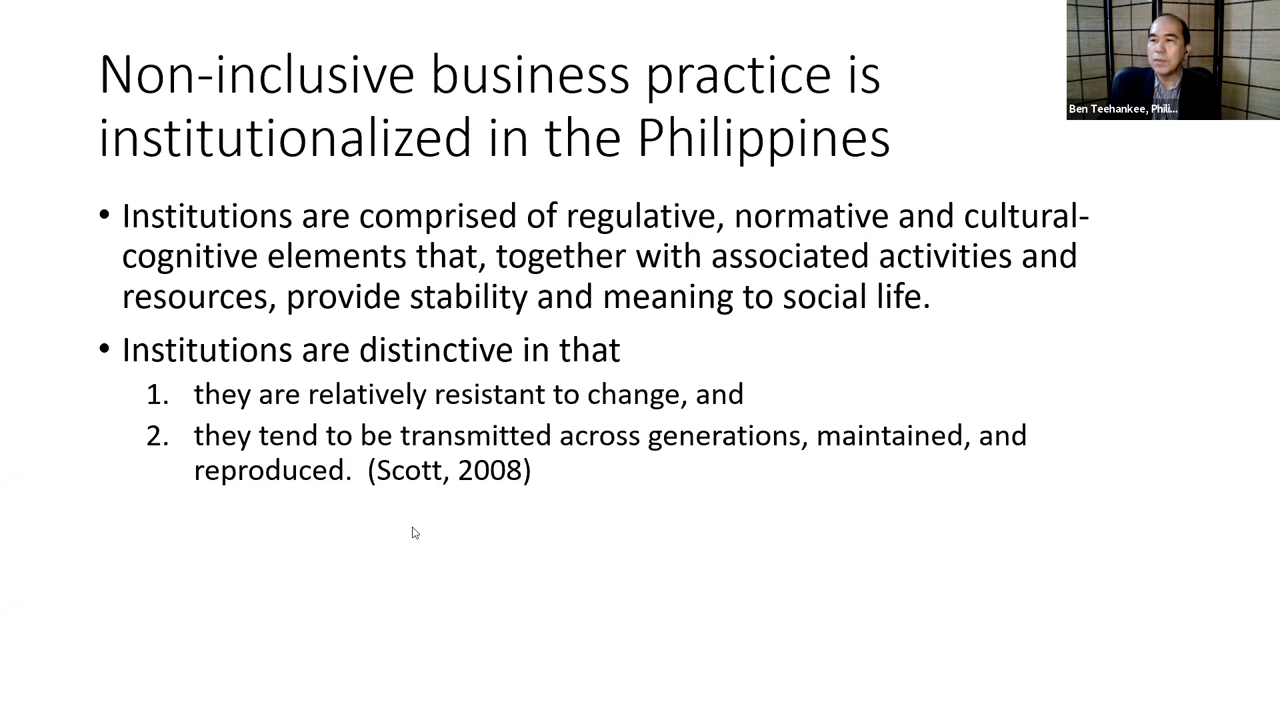 Non-inclusive business practice is
institutionalized in the Philippines
Ben Teehankee, Phili...
• Institutions are comprised of regulative, normative and cultural-
cognitive elements that, together with associated activities and
resources, provide stability and meaning to social life.
• Institutions are distinctive in that
1. they are relatively resistant to change, and
2. they tend to be transmitted across generations, maintained, and
reproduced. (Scott, 2008)